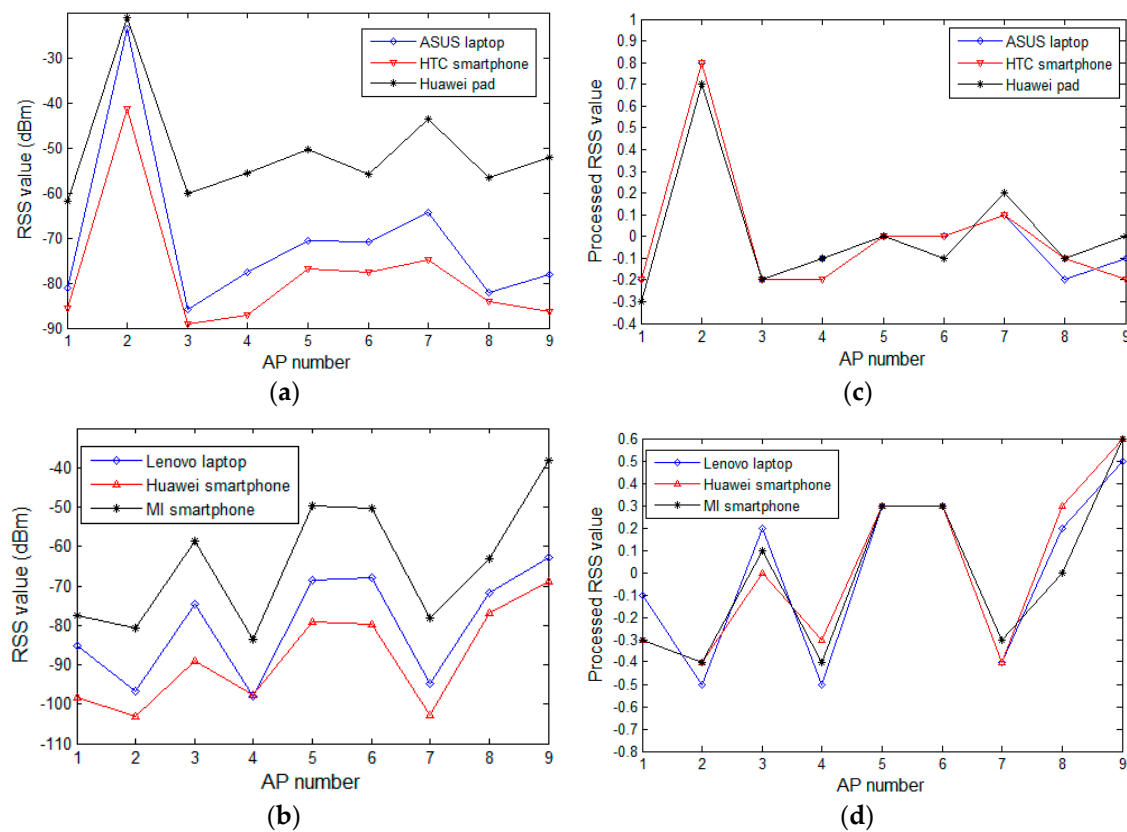 RSS value (dBm)
-30
-40
-50
-60
-70
-80
-90
ASUS laptop
HTC smartphone
Huawei pad
1 2 3 4 5 6 7 8 9
AP number
(a)
Processed RSS value
1
0.9
0.8
0.7
0.6
0.5
0.4
0.3
0.2
0.1
0
-0.1
-0.2
-0.3
-0.4
ASUS laptop
HTC smartphone
Huawei pad
1 2 3 4 5 6 7 8 9
AP number
(c)
RSS value (dBm)
-40
-50
-60
-70
-80
-90
-100
-110
Lenovo laptop
Huawei smartphone
MI smartphone
1 2 3 4 5 6 7 8 9
AP number
(b)
Processed RSS value
0.6
0.5
0.4
0.3
0.2
0.1
0
-0.1
-0.2
-0.3
-0.4
-0.5
-0.6
-0.7
-0.8
Lenovo laptop
Huawei smartphone
MI smartphone
1 2 3 4 5 6 7 8 9
AP number
(d)